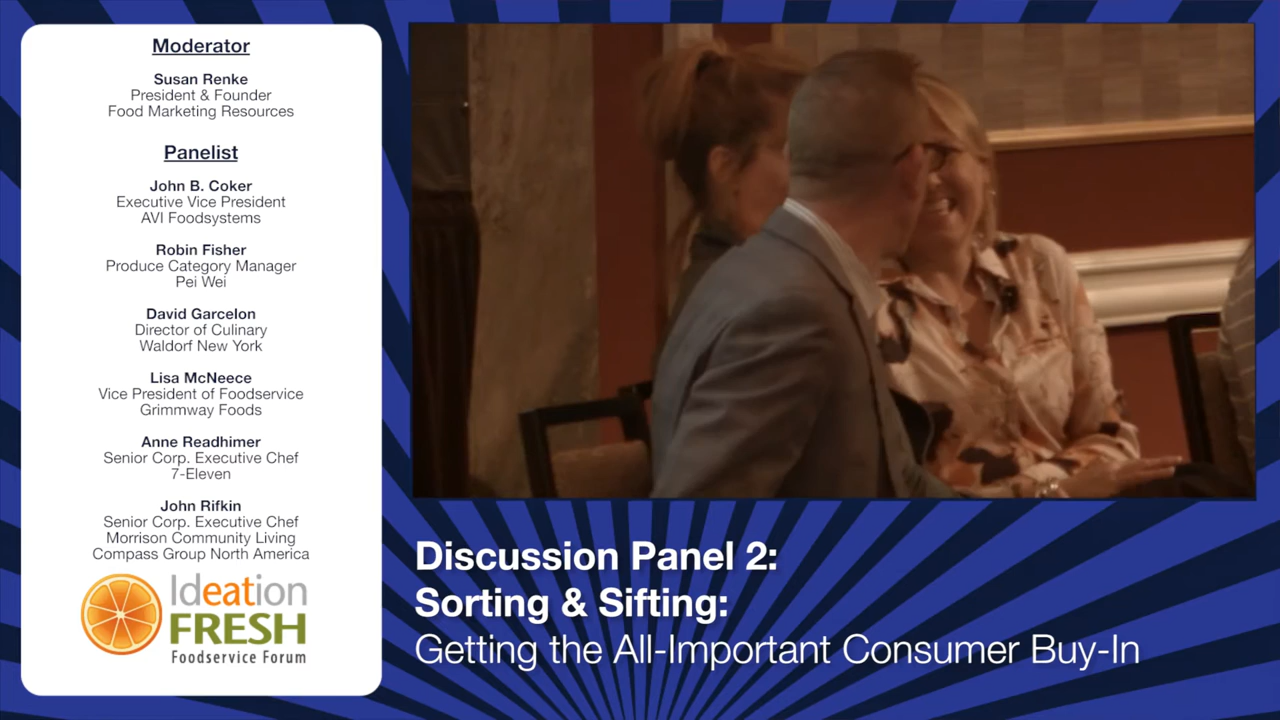 Moderator
Susan Renke
President & Founder
Food Marketing Resources
Panelist
John B. Coker
Executive Vice President
AVI Foodsystems
Robin Fisher
Produce Category Manager
Pei Wei
David Garcelon
Director of Culinary
Waldorf New York
Lisa McNeece
Vice President of Foodservice
Grimmway Foods
Anne Readhimer
Senior Corp. Executive Chef
7-Eleven
John Rifkin
Senior Corp. Executive Chef
Morrison Community Living
Compass Group North America
Ideation
FRESH
Foodservice Forum
Discussion Panel 2:
Sorting & Sifting:
Getting the All-Important Consumer Buy-In